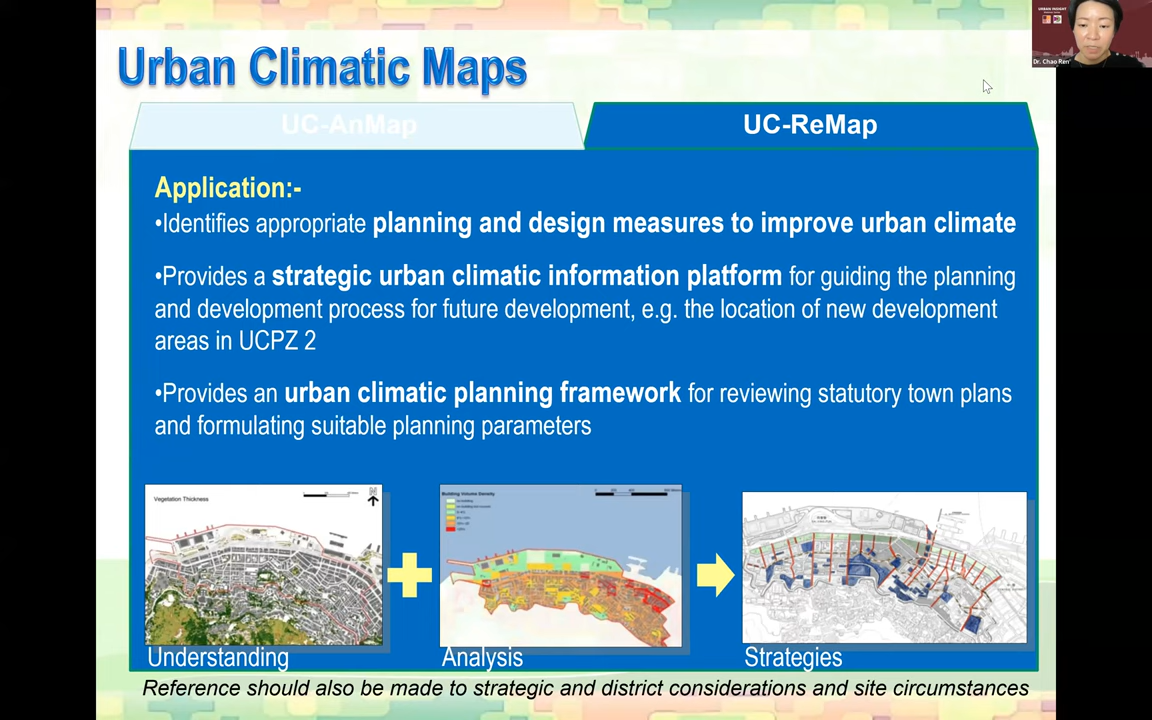 URBAN INSIGHT
Dr. Chao Ren
Urban Climatic Maps
UC-AnMap
UC-ReMap
Application:-
•Identifies appropriate planning and design measures to improve urban climate
•Provides a strategic urban climatic information platform for guiding the planning
and development process for future development, e.g. the location of new development
areas in UCPZ 2
•Provides an urban climatic planning framework for reviewing statutory town plans
and formulating suitable planning parameters
Vegetation Thickness
N
Building Volume Density
Understanding
Analysis
Strategies
Reference should also be made to strategic and district considerations and site circumstances